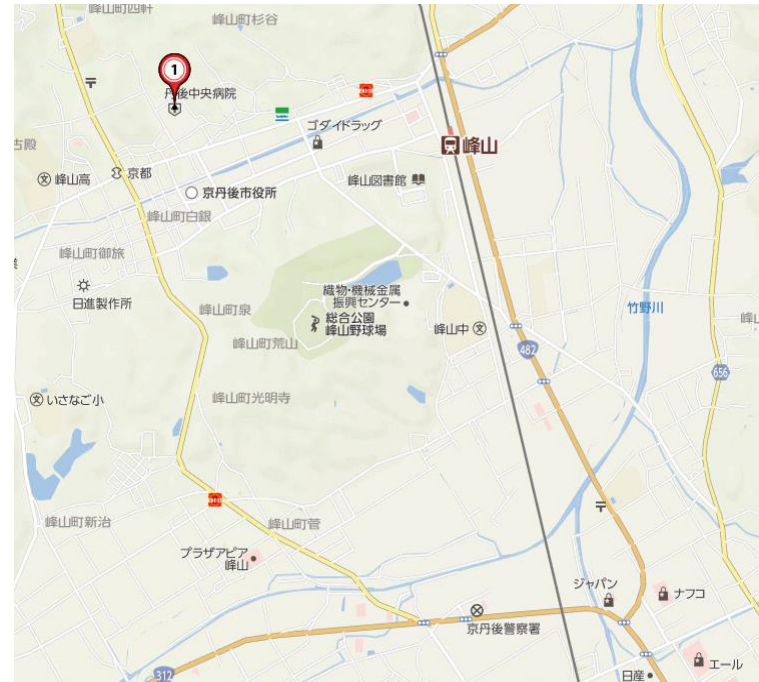 峰山町四軒
峰山町杉谷
1
丹後中央病院
ゴダイドラッグ
古殿
峰山
峰山高
京都
京丹後市役所
峰山図書館
峰山町白銀
峰山町御旅
日進製作所
織物・機械金属
振興センター
峰山町泉
総合公園
峰山野球場
竹野川
峰山中
峰山町荒山
482
656
いさなご小
峰山町光明寺
峰山町新治
峰山町菅
プラザアピア
峰山
ジャパン
ナフコ
京丹後警察署
312
エール
日産